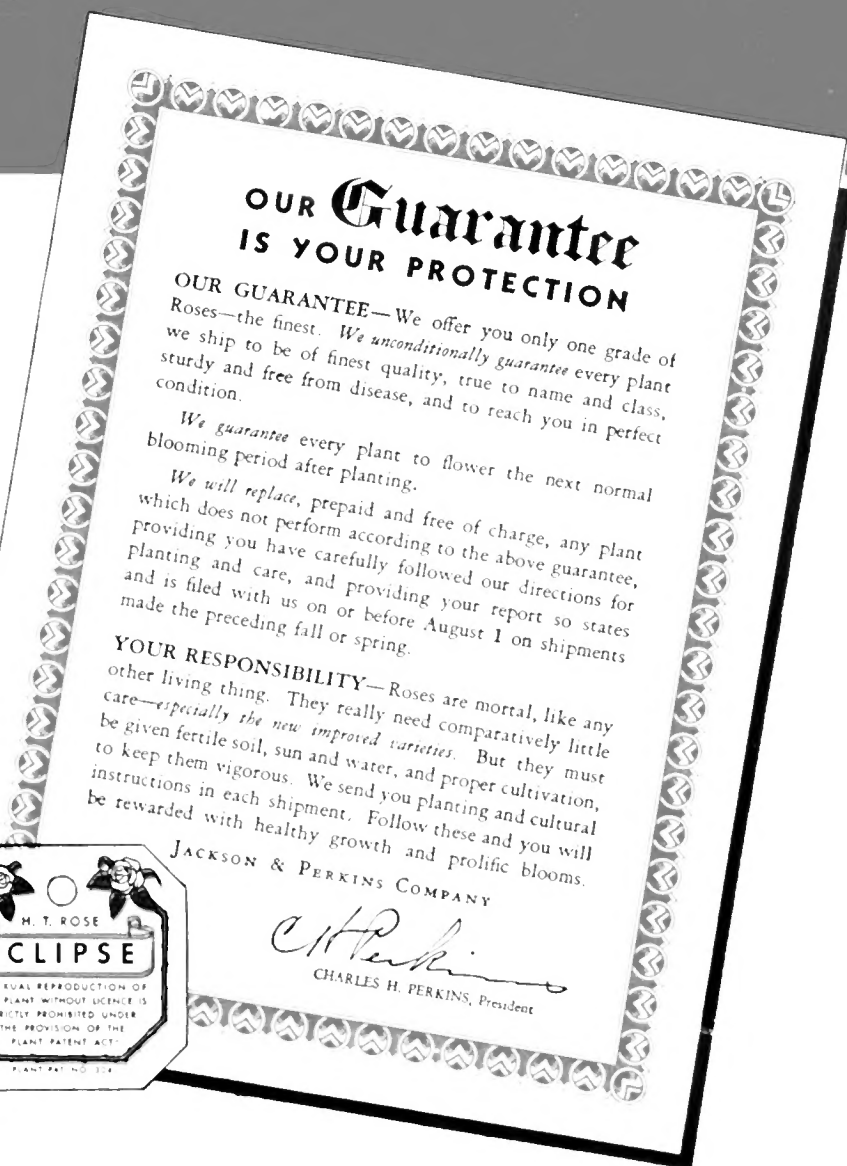 OUR Guarantee
IS YOUR PROTECTION
OUR GUARANTEE—We offer you only one grade of
Roses—the finest. We unconditionally guarantee every plant
we ship to be of finest quality, true to name and class,
sturdy and free from disease, and to reach you in perfect
condition.
We guarantee every plant to flower the next normal
blooming period after planting.
We will replace, prepaid and free of charge, any plant
which does not perform according to the above guarantee,
providing you have carefully followed our directions for
planting and care, and providing your report so states
and is filed with us on or before August 1 on shipments
made the preceding fall or spring.
YOUR RESPONSIBILITY—Roses are mortal, like any
other living thing. They really need comparatively little
care—especially the new improved varieties. But they must
be given fertile soil, sun and water, and proper cultivation,
to keep them vigorous. We send you planting and cultural
instructions in each shipment. Follow these and you will
be rewarded with healthy growth and prolific blooms.
JACKSON & PERKINS COMPANY
C H Perkins
CHARLES H. PERKINS, President
H. T. ROSE
CLIPSE
XUAL REPRODUCTION OF
PLANT WITHOUT LICENCE IS
RICTLY PROHIBITED UNDER
THE PROVISION OF THE
PLANT PATENT ACT"
PLANT PAT. NO.